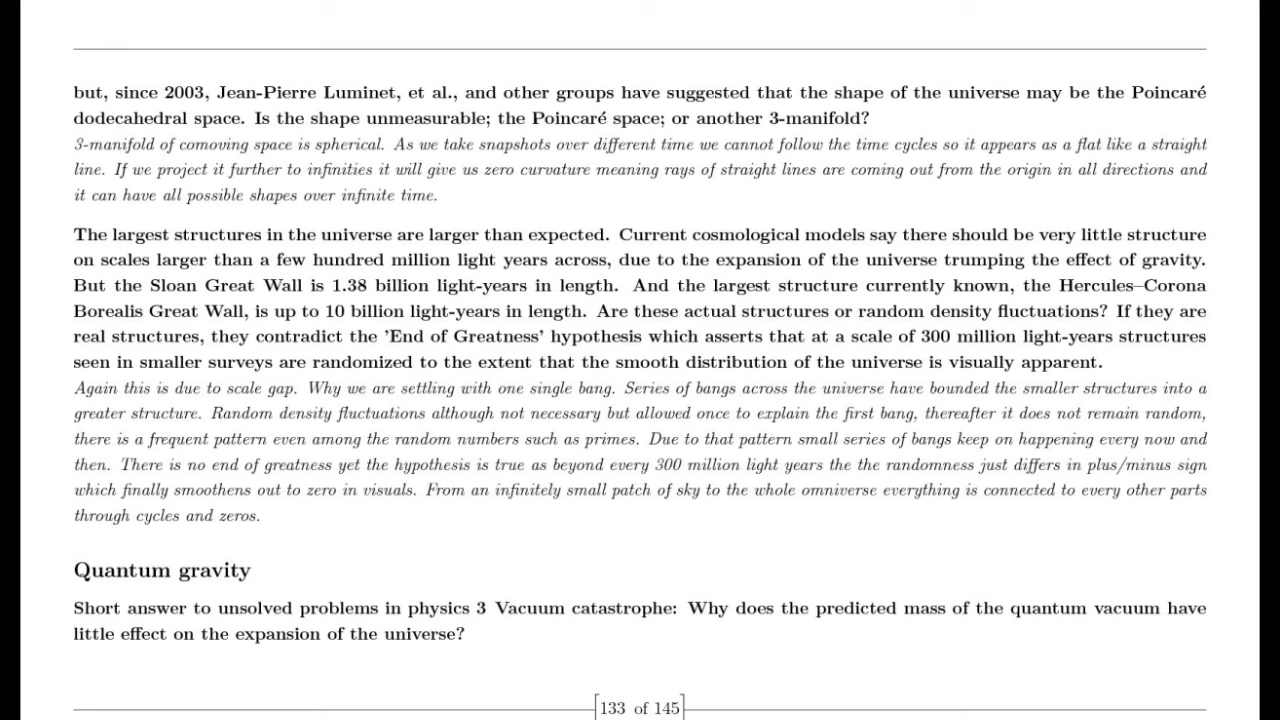 but, since 2003, Jean-Pierre Luminet, et al., and other groups have suggested that the shape of the universe may be the Poincaré
dodecahedral space. Is the shape unmeasurable; the Poincaré space; or another 3-manifold?
3-manifold of comoving space is spherical. As we take snapshots over different time we cannot follow the time cycles so it appears as a flat like a straight
line. If we project it further to infinities it will give us zero curvature meaning rays of straight lines are coming out from the origin in all directions and
it can have all possible shapes over infinite time.
The largest structures in the universe are larger than expected. Current cosmological models say there should be very little structure
on scales larger than a few hundred million light years across, due to the expansion of the universe trumping the effect of gravity.
But the Sloan Great Wall is 1.38 billion light-years in length. And the largest structure currently known, the Hercules–Corona
Borealis Great Wall, is up to 10 billion light-years in length. Are these actual structures or random density fluctuations? If they are
real structures, they contradict the 'End of Greatness' hypothesis which asserts that at a scale of 300 million light-years structures
seen in smaller surveys are randomized to the extent that the smooth distribution of the universe is visually apparent.
Again this is due to scale gap. Why we are settling with one single bang. Series of bangs across the universe have bounded the smaller structures into a
greater structure. Random density fluctuations although not necessary but allowed once to explain the first bang, thereafter it does not remain random,
there is a frequent pattern even among the random numbers such as primes. Due to that pattern small series of bangs keep on happening every now and
then. There is no end of greatness yet the hypothesis is true as beyond every 300 million light years the the randomness just differs in plus/minus sign
which finally smoothens out to zero in visuals. From an infinitely small patch of sky to the whole omniverse everything is connected to every other parts
through cycles and zeros.
Quantum gravity
Short answer to unsolved problems in physics 3 Vacuum catastrophe: Why does the predicted mass of the quantum vacuum have
little effect on the expansion of the universe?
133 of 145